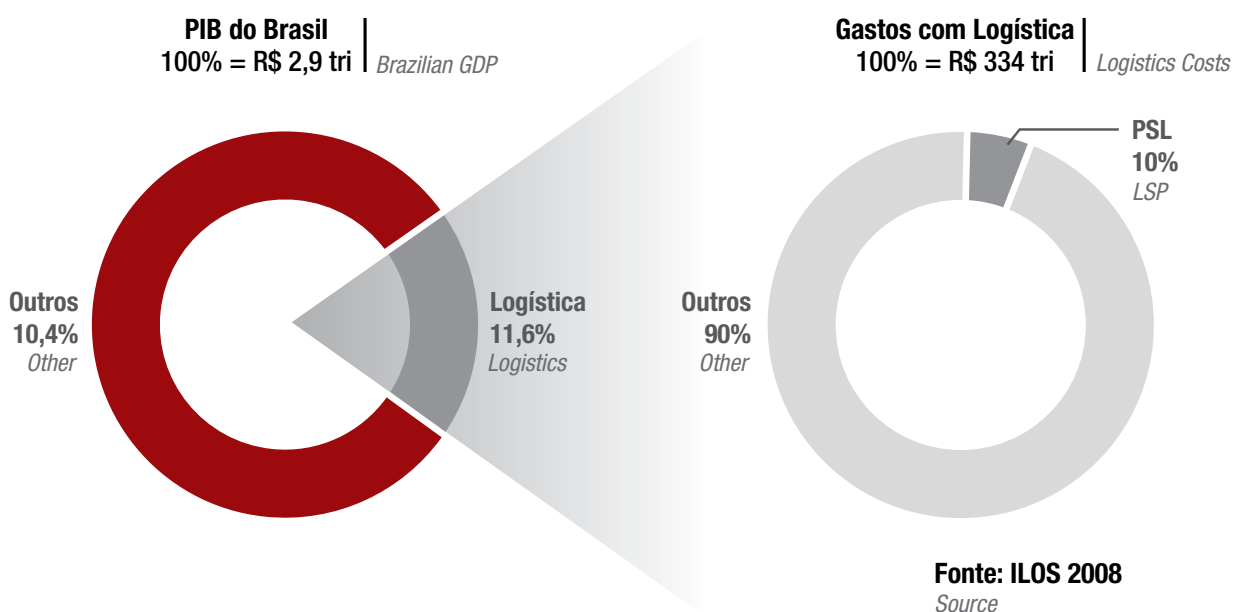 PIB do Brasil
100% = R$ 2,9 tri
Brazilian GDP
Outros
10,4%
Other
Logística
11,6%
Logistics
Gastos com Logística
100% = R$ 334 tri
Logistics Costs
PSL
10%
LSP
Outros
90%
Other
Fonte: ILOS 2008
Source